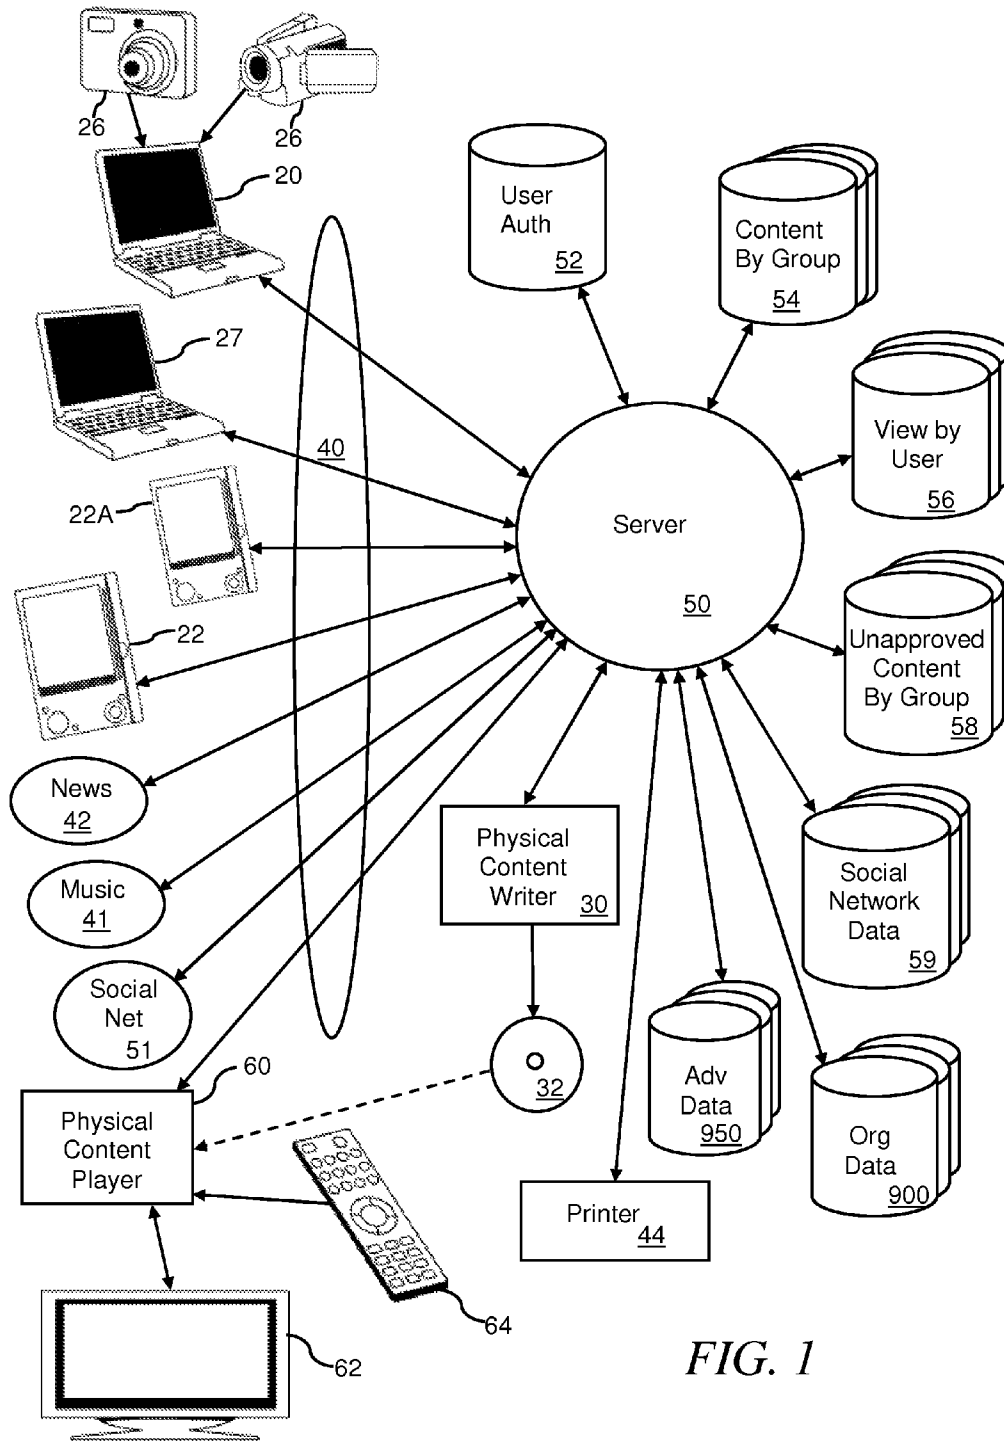 26
26
20
User
Auth
52
Content
By Group
54
27
40
View by
User
56
22A
Server
50
22
Unapproved
Content
By Group
58
News
42
Physical
Content
Writer
30
Social
Network
Data
59
Music
41
Social
Net
51
60
32
Adv
Data
950
Physical
Content
Player
Org
Data
900
Printer
44
64
62
FIG. 1